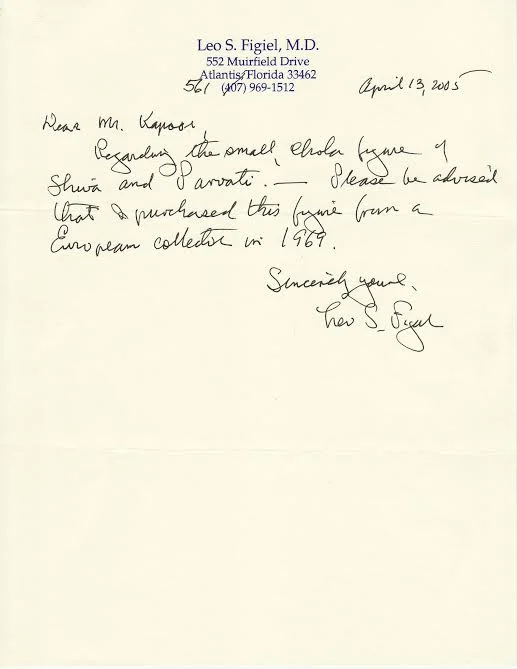 Leo S. Figiel, M.D.
552 Muirfield Drive
Atlantis, Florida 33462
561 (407) 969-1512
April 13, 2005
Dear Mr. Kapoor,
Regarding the small, Chola figure of
Shiva and Parvati. — Please be advised
that I purchased this figure from a
European collector in 1969.
Sincerely yours,
Leo S. Figiel